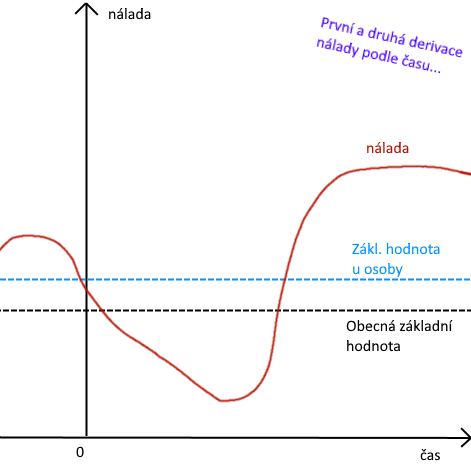 nálada
První a druhá derivace
nálady podle času...
nálada
Zákl. hodnota
u osoby
Obecná základní
hodnota
0
čas